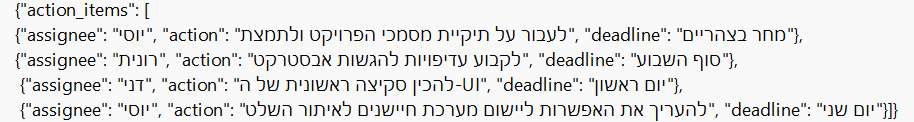 {"action_items": [
{"assignee": "יוסי", "action": "לעבור על תיקיית מסמכי הפרויקט ולתמצת", "deadline": "מחר בצהריים"},
{"assignee": "רונית", "action": "לקבוע עדיפויות להגשות אבסטרקט", "deadline": "סוף השבוע"},
{"assignee": "דני", "action": "להכין סקיצה ראשונית של ה-UI", "deadline": "יום ראשון"},
{"assignee": "יוסי", "action": "להעריך את האפשרות ליישום מערכת חיישנים לאיתור השלט", "deadline": "יום שני"}]}